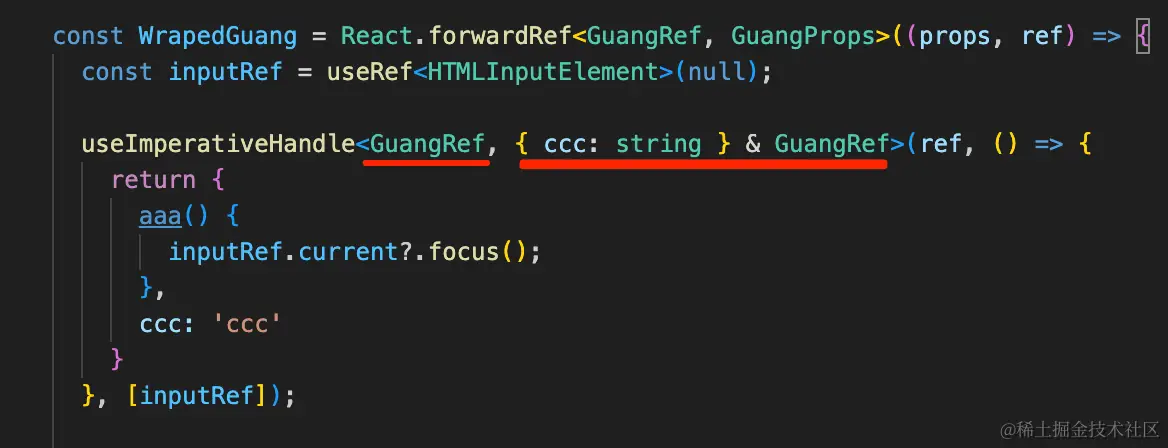 const WrapedGuang = React.forwardRef<GuangRef, GuangProps>((props, ref) => {
const inputRef = useRef<HTMLInputElement>(null);
useImperativeHandle<GuangRef, { ccc: string } & GuangRef>(ref, () => {
return {
aaa() {
inputRef.current?.focus();
},
ccc: 'ccc'
}
}, [inputRef]);
@稀土掘金技术社区